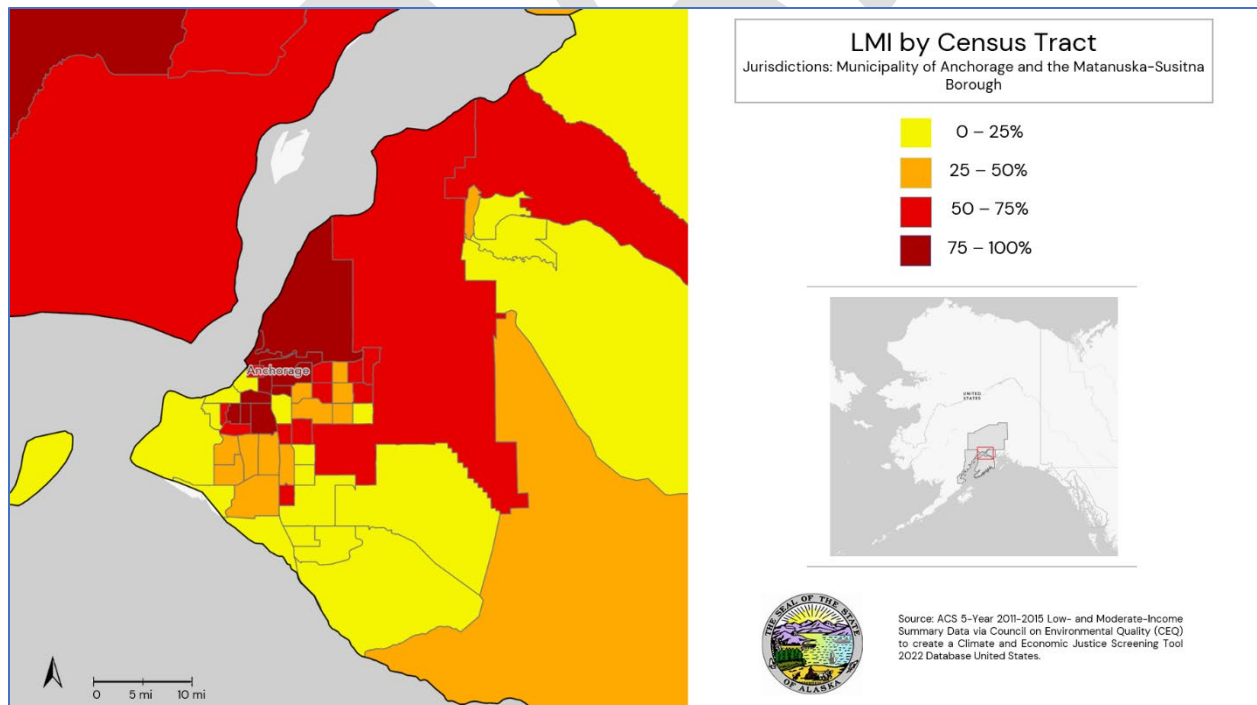 LMI by Census Tract
Jurisdictions: Municipality of Anchorage and the Matanuska-Susitna
Borough
0 – 25%
25 – 50%
50 – 75%
75 – 100%
Anchorage
UNITED
STATES
0 5 mi 10 mi
THE SEAL OF THE STATE
OF ALASKA
Source: ACS 5-Year 2011-2015 Low- and Moderate-Income
Summary Data via Council on Environmental Quality (CEQ)
to create a Climate and Economic Justice Screening Tool
2022 Database United States.